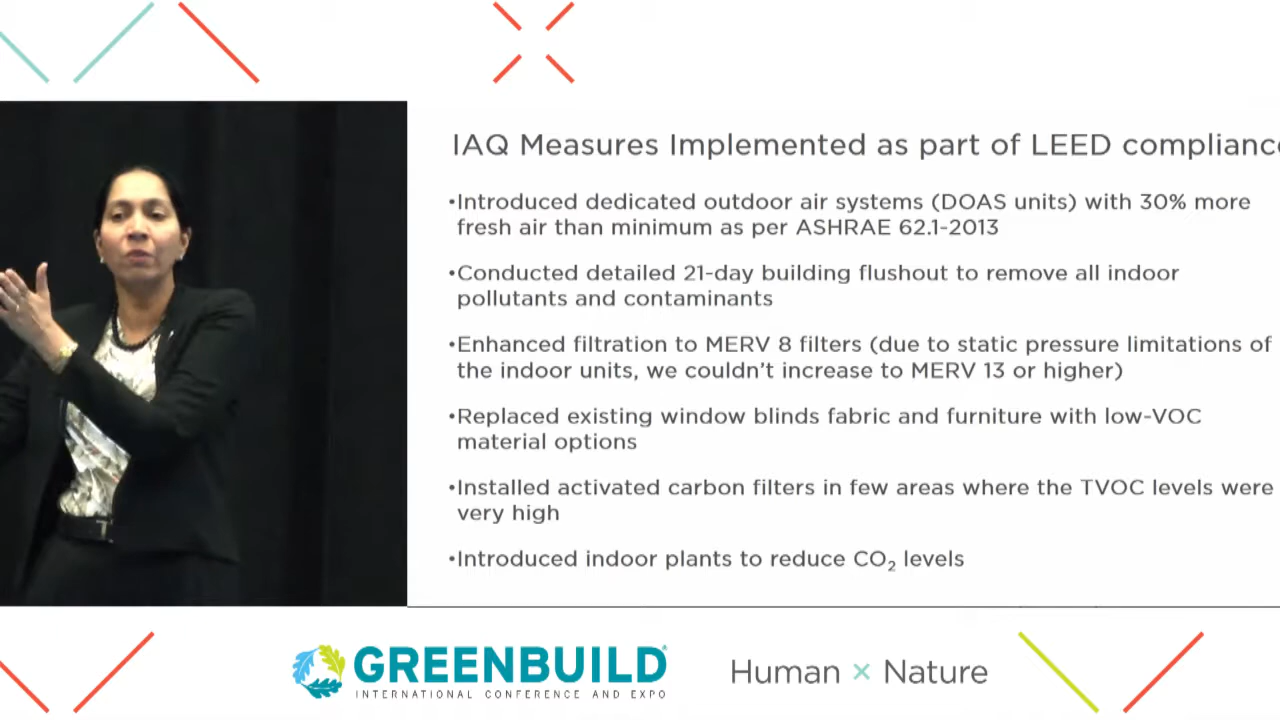 IAQ Measures Implemented as part of LEED complianc
•Introduced dedicated outdoor air systems (DOAS units) with 30% more
fresh air than minimum as per ASHRAE 62.1-2013
•Conducted detailed 21-day building flushout to remove all indoor
pollutants and contaminants
•Enhanced filtration to MERV 8 filters (due to static pressure limitations of
the indoor units, we couldn't increase to MERV 13 or higher)
•Replaced existing window blinds fabric and furniture with low-VOC
material options
•Installed activated carbon filters in few areas where the TVOC levels were
very high
•Introduced indoor plants to reduce CO₂ levels
GREENBUILD
INTERNATIONAL CONFERENCE AND EXPO
Human × Nature